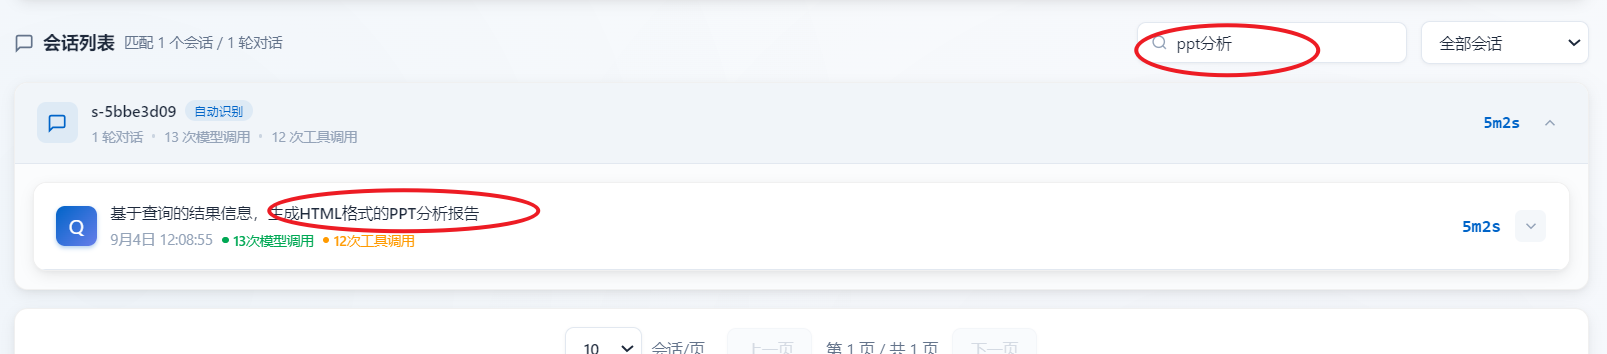 会话列表 匹配 1 个会话 / 1 轮对话
ppt分析
全部会话
s-5bbe3d09 自动识别
1 轮对话 • 13 次模型调用 • 12 次工具调用
5m2s
Q
基于查询的结果信息，生成HTML格式的PPT分析报告
9月4日 12:08:55 • 13次模型调用 • 12次工具调用
5m2s
10 会话/页 上一页 第 1 页 / 共 1 页 下一页